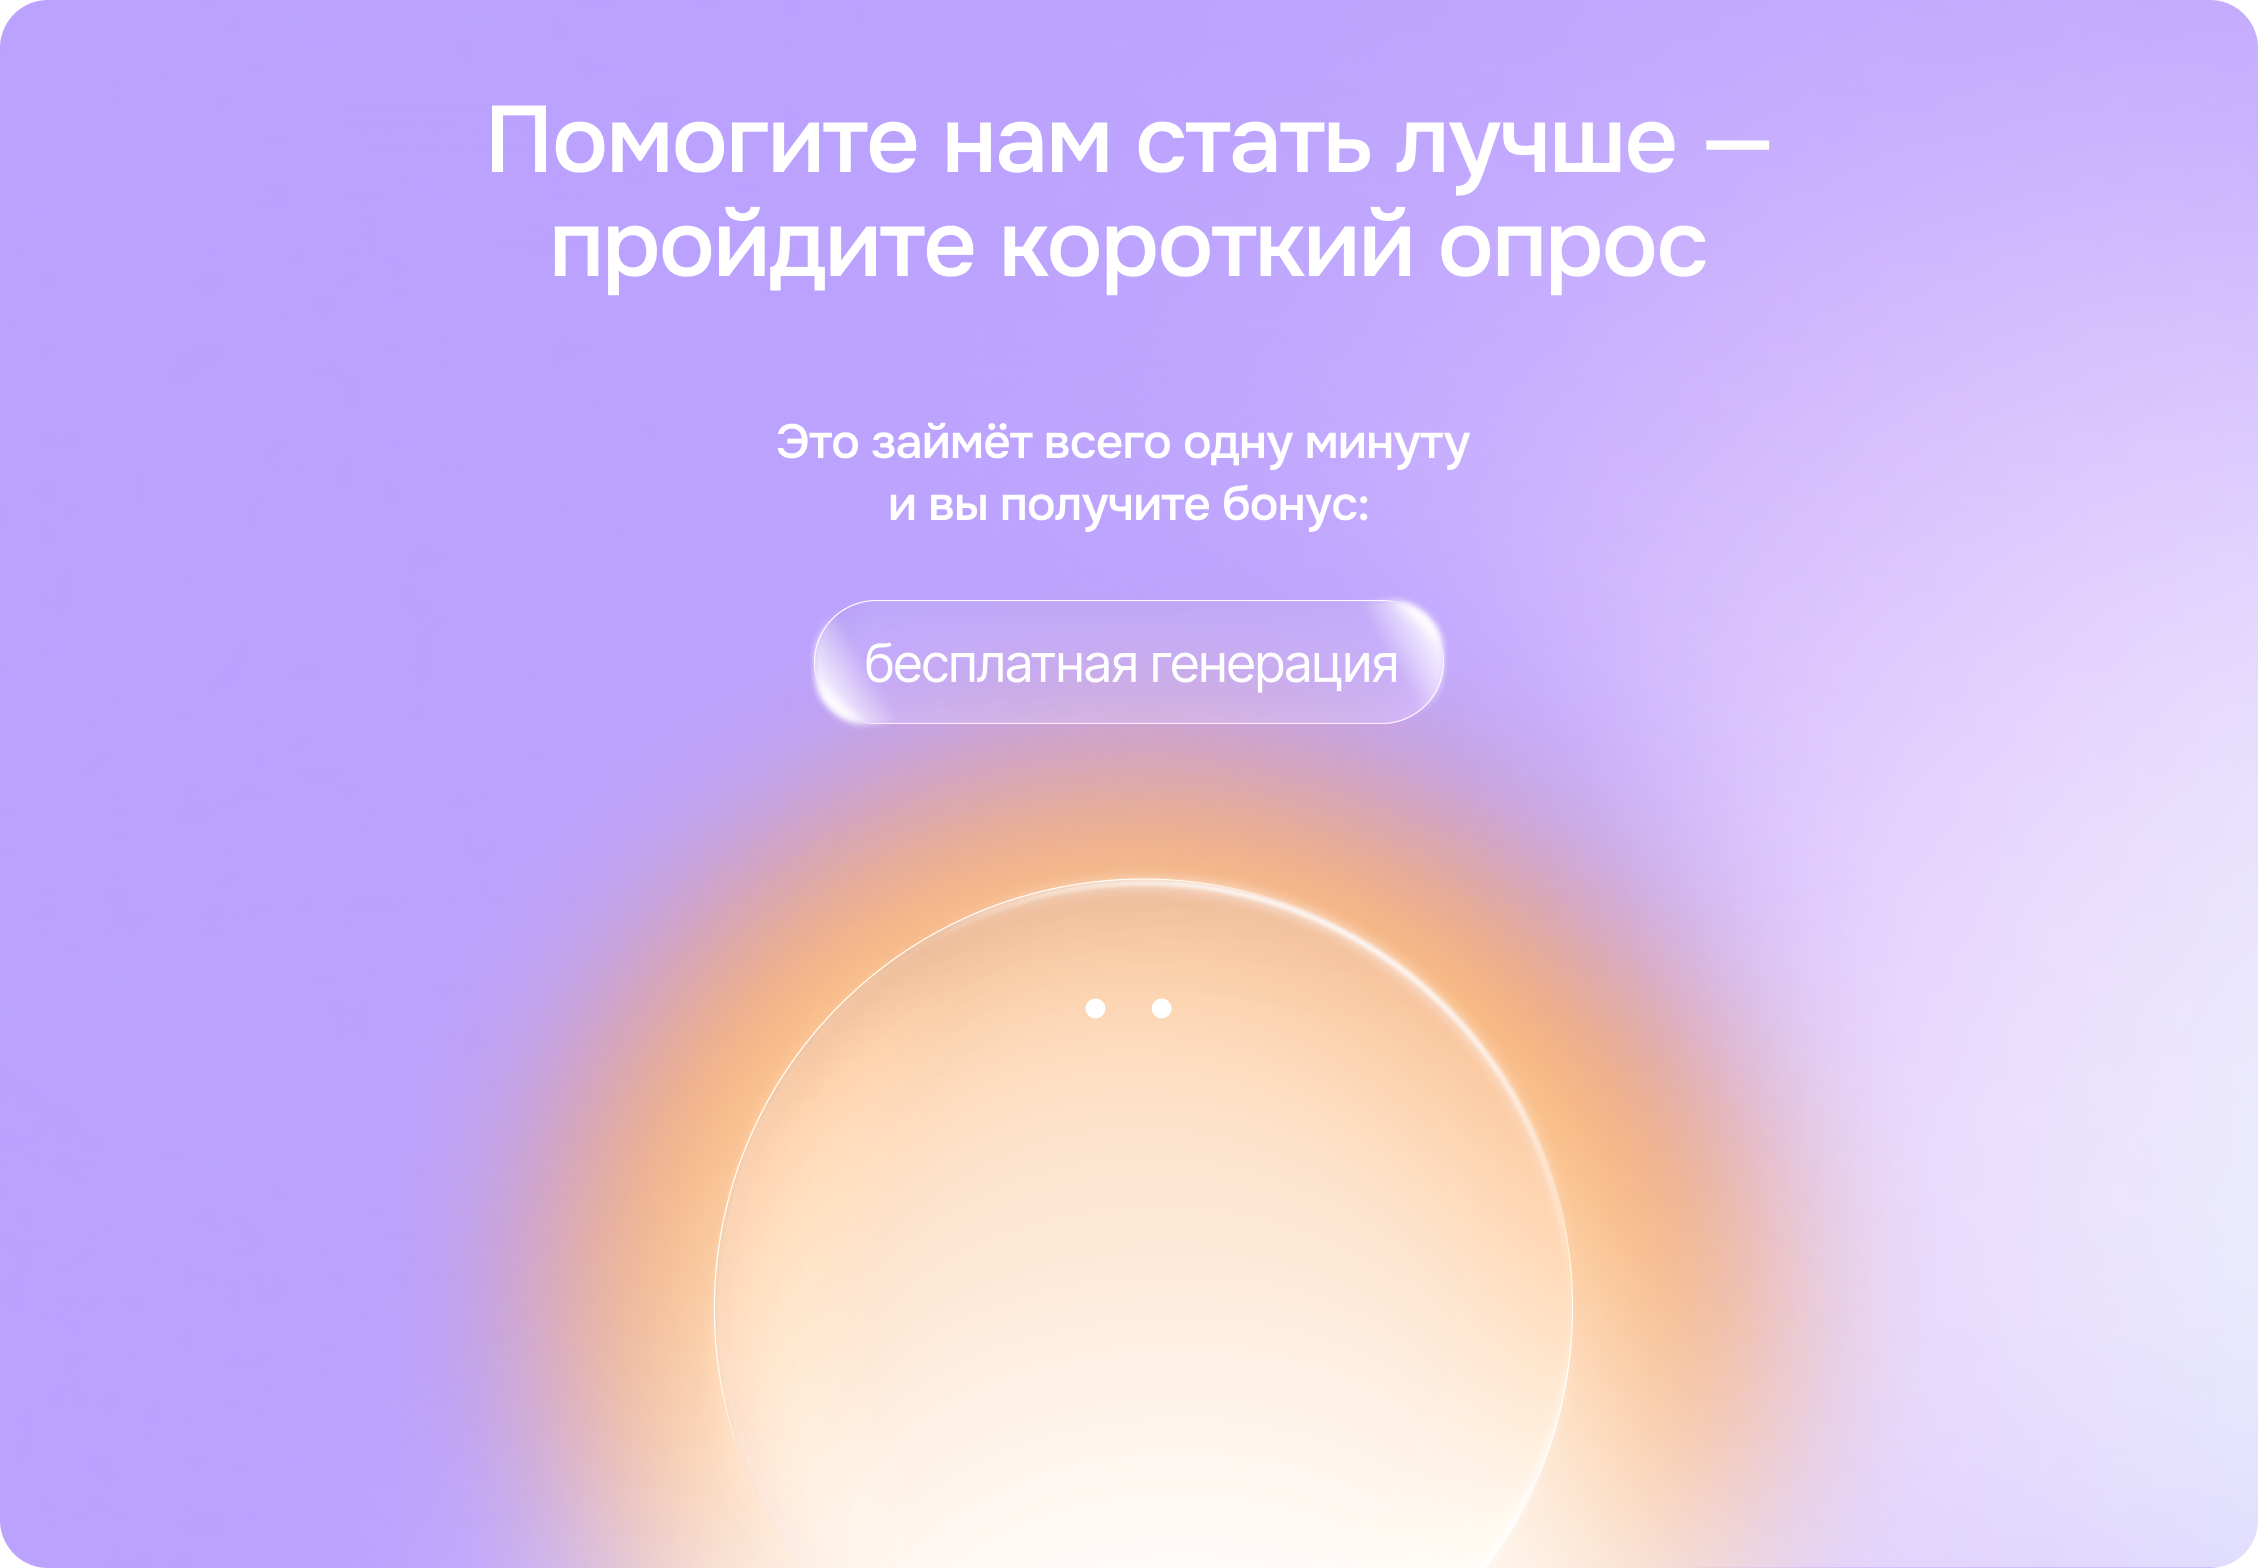 Помогите нам стать лучше —
пройдите короткий опрос
Это займёт всего одну минуту
и вы получите бонус:
бесплатная генерация